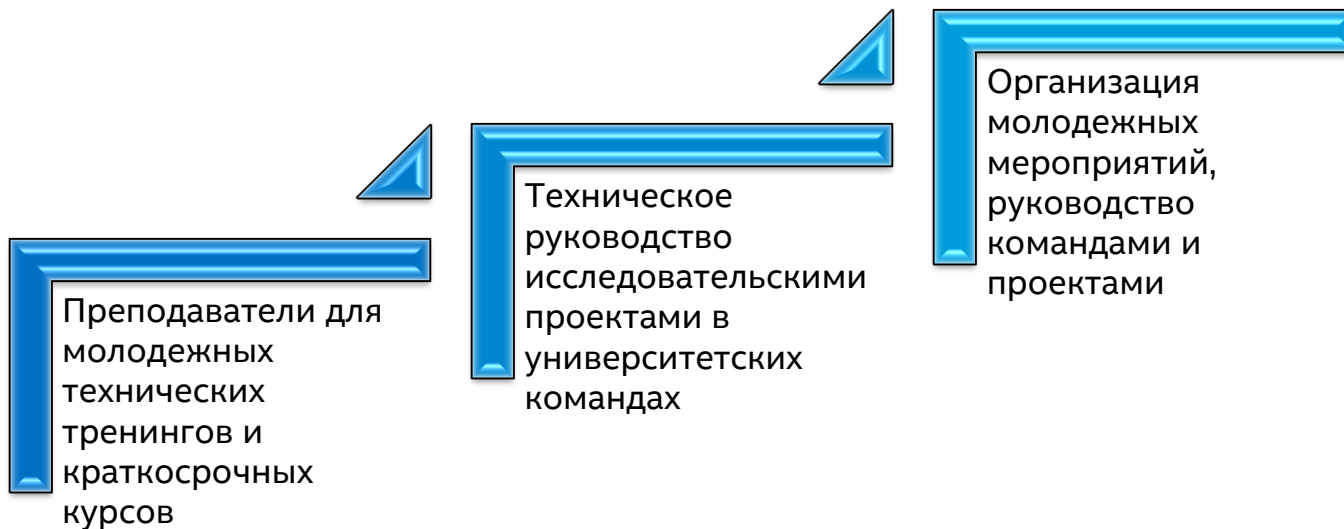 Преподаватели для
молодежных
технических
тренингов и
краткосрочных
курсов
Техническое
руководство
исследовательскими
проектами в
университетских
командах
Организация
молодежных
мероприятий,
руководство
командами и
проектами